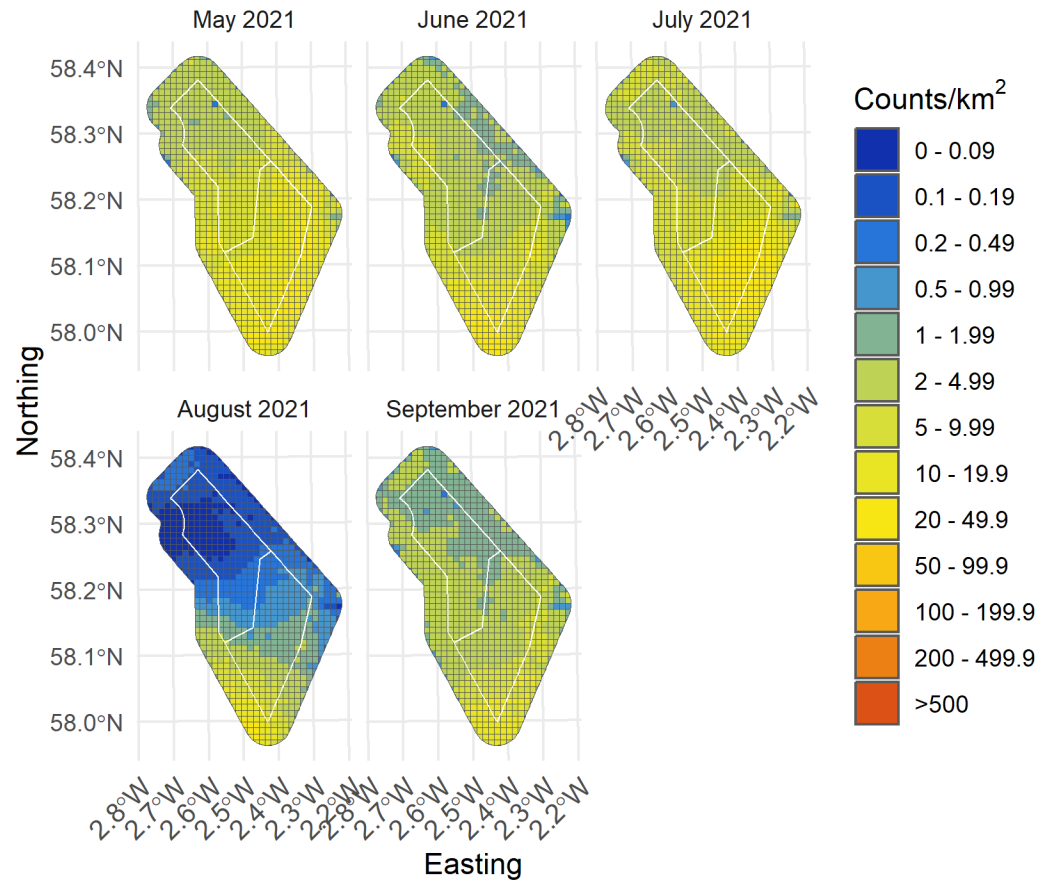 May 2021
June 2021
July 2021
58.4°N
58.3°N
58.2°N
58.1°N
58.0°N
2.8°W
2.7°W
2.6°W
2.5°W
2.4°W
2.3°W
2.2°W
August 2021
September 2021
58.4°N
58.3°N
58.2°N
58.1°N
58.0°N
2.8°W
2.7°W
2.6°W
2.5°W
2.4°W
2.3°W
2.2°W
2.8°W
2.7°W
2.6°W
2.5°W
2.4°W
2.3°W
2.2°W
Northing
Easting
Counts/km²
0 - 0.09
0.1 - 0.19
0.2 - 0.49
0.5 - 0.99
1 - 1.99
2 - 4.99
5 - 9.99
10 - 19.9
20 - 49.9
50 - 99.9
100 - 199.9
200 - 499.9
>500